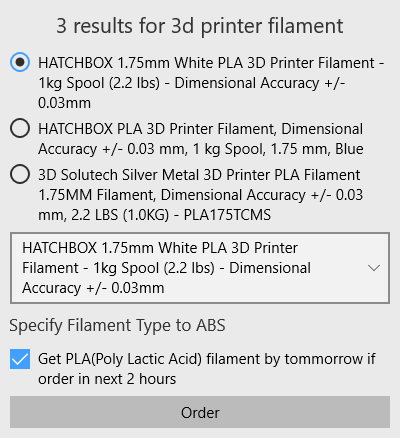 3 results for 3d printer filament
HATCHBOX 1.75mm White PLA 3D Printer Filament -
1kg Spool (2.2 lbs) - Dimensional Accuracy +/-
0.03mm
HATCHBOX PLA 3D Printer Filament, Dimensional
Accuracy +/- 0.03 mm, 1 kg Spool, 1.75 mm, Blue
3D Solutech Silver Metal 3D Printer PLA Filament
1.75MM Filament, Dimensional Accuracy +/- 0.03
mm, 2.2 LBS (1.0KG) - PLA175TCMS
HATCHBOX 1.75mm White PLA 3D Printer
Filament - 1kg Spool (2.2 lbs) - Dimensional
Accuracy +/- 0.03mm
Specify Filament Type to ABS
Get PLA(Poly Lactic Acid) filament by tommorrow if
order in next 2 hours
Order